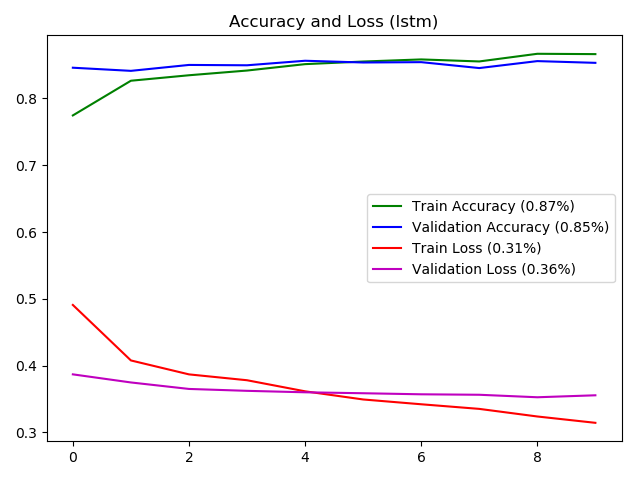 Accuracy and Loss (lstm)
0.8
0.7
0.6
0.5
0.4
0.3
Train Accuracy (0.87%)
Validation Accuracy (0.85%)
Train Loss (0.31%)
Validation Loss (0.36%)
0 2 4 6 8